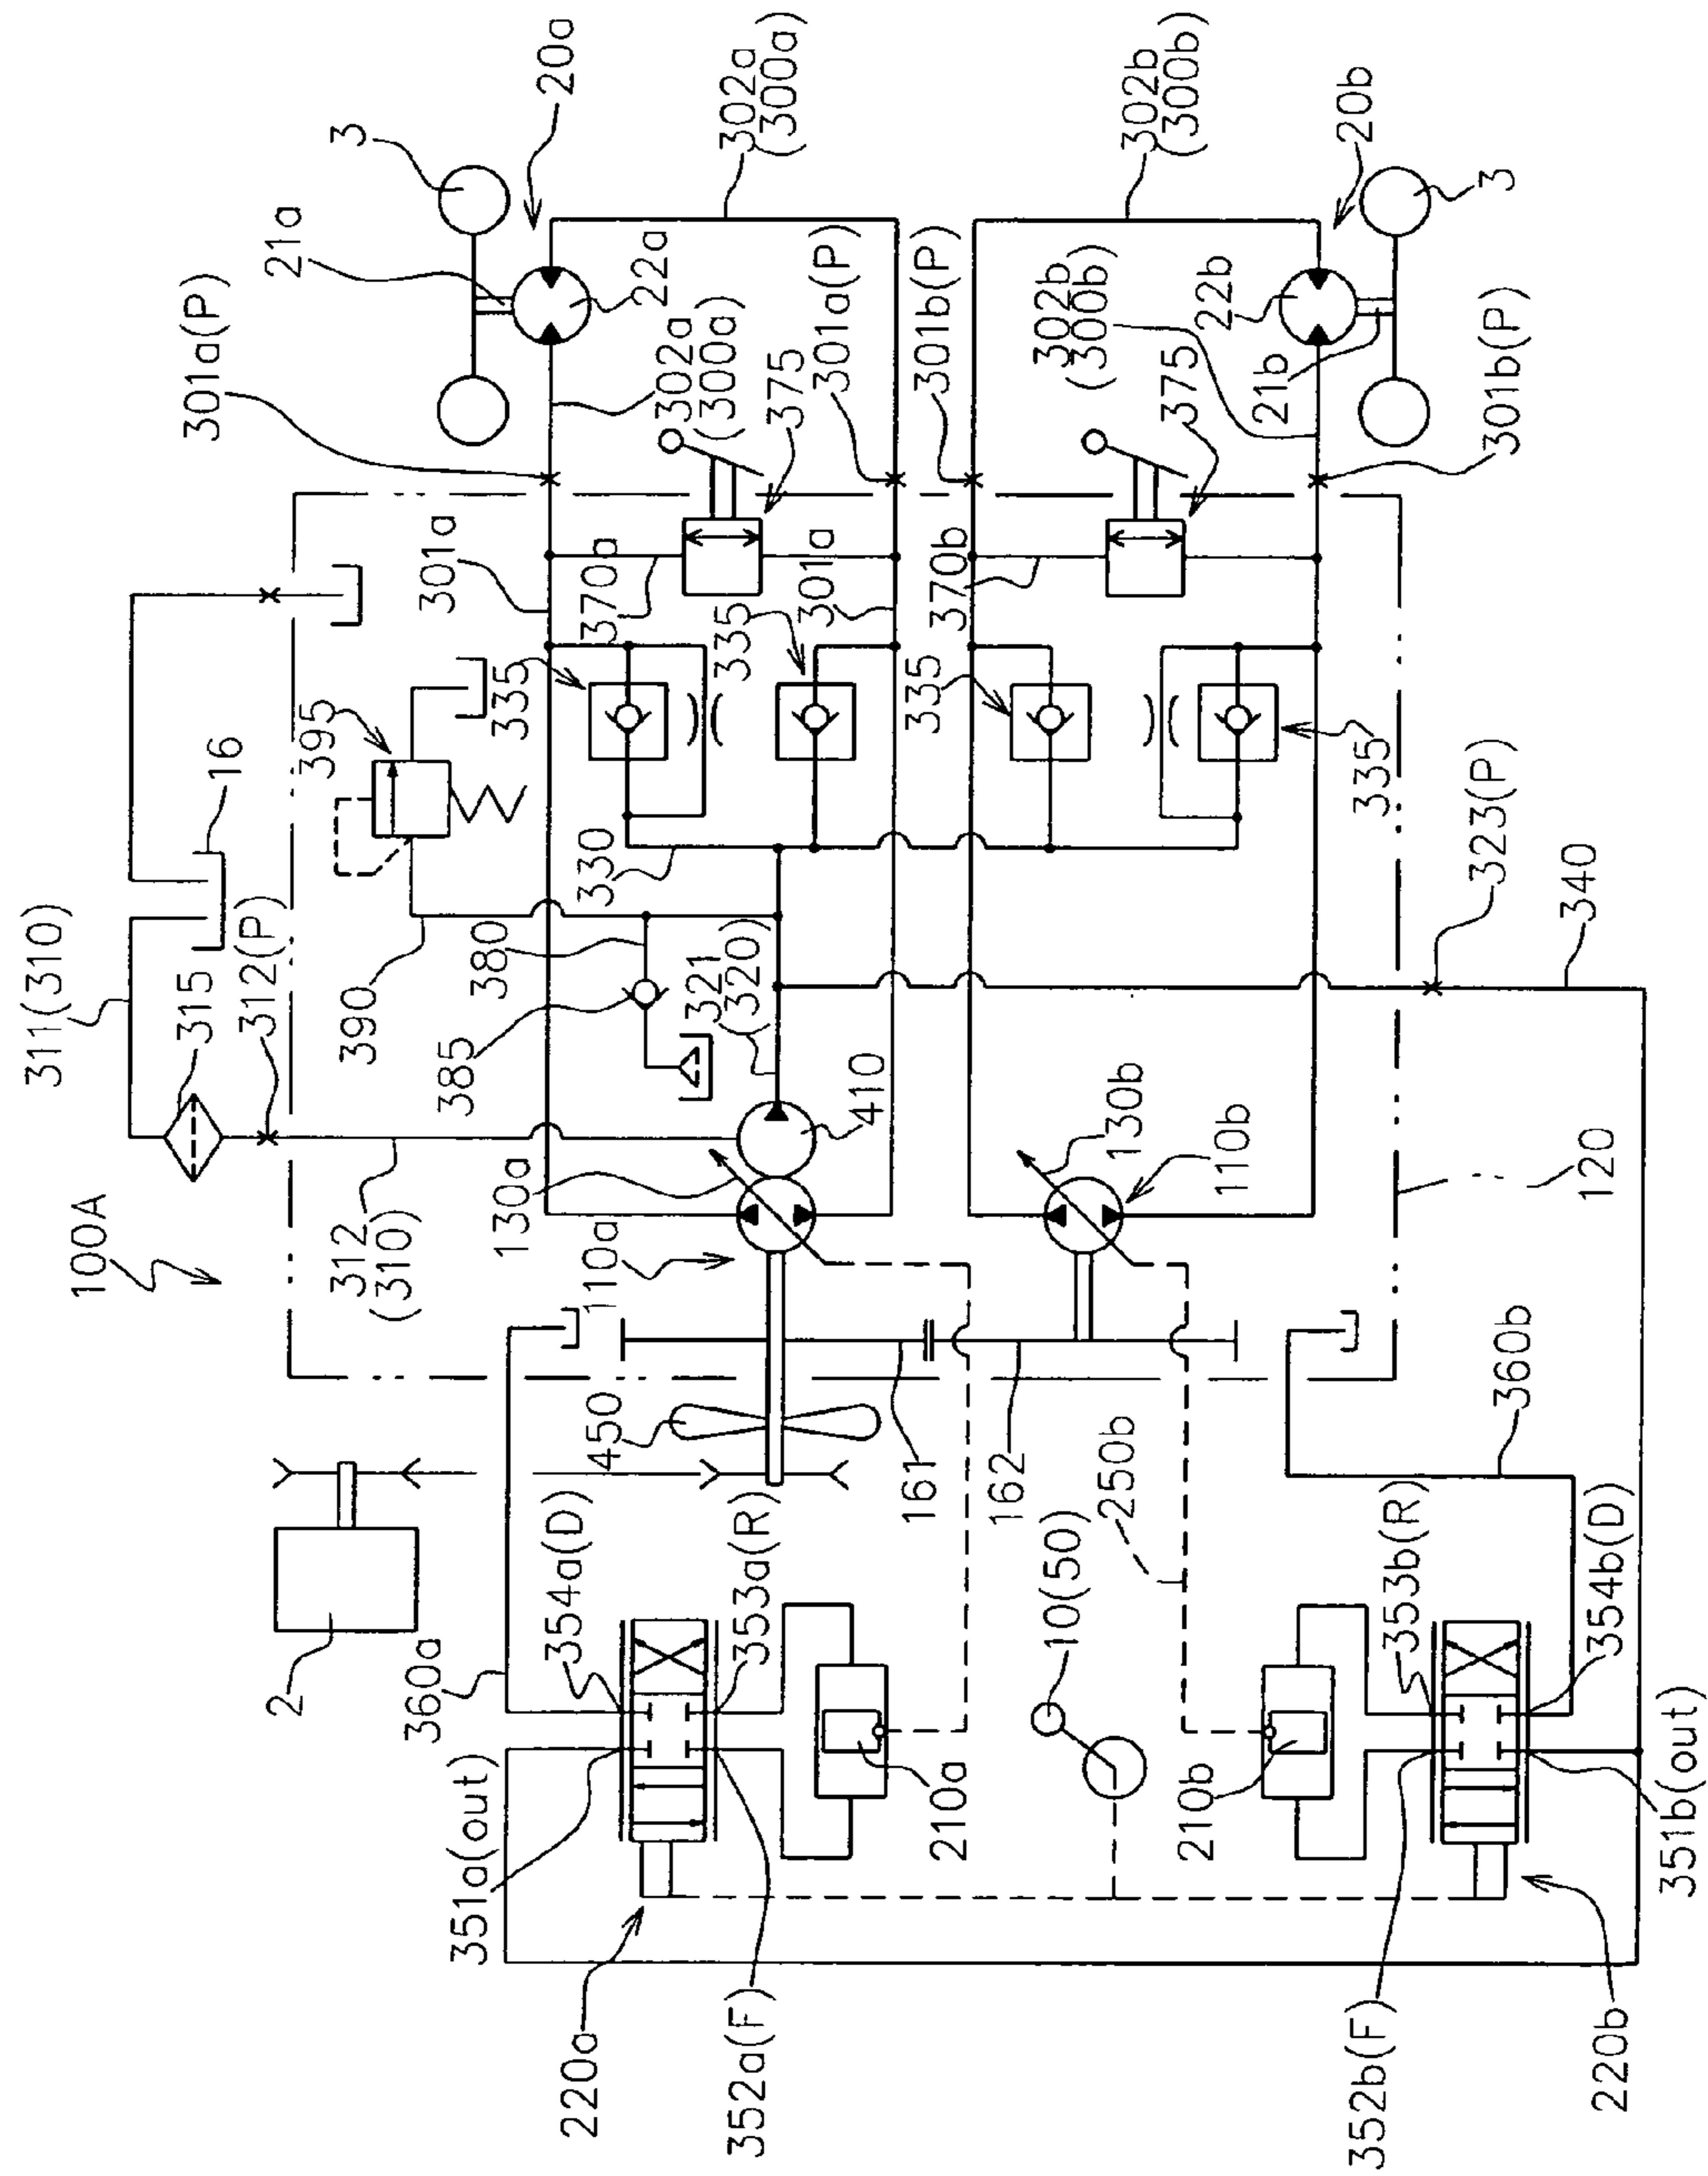 100A
311(310)
315
312(P)
16
312
(310)
390
395
385
380
321
(320)
330
335
335
335
335
301a
301a
370a
370b
301a(P)
302a
(300a)
375
301a(P)
301b(P)
302b
(300b)
375
301b(P)
21a
22a
3
20a
302a
(300a)
302b
(300b)
20b
22b
21b
3
323(P)
340
410
130a
110a
130b
110b
120
2
360a
450
161
162
250b
360b
354a(D)
353a(R)
351a(out)
352a(F)
220a
210a
10(50)
210b
353b(R)
354b(D)
351b(out)
352b(F)
220b